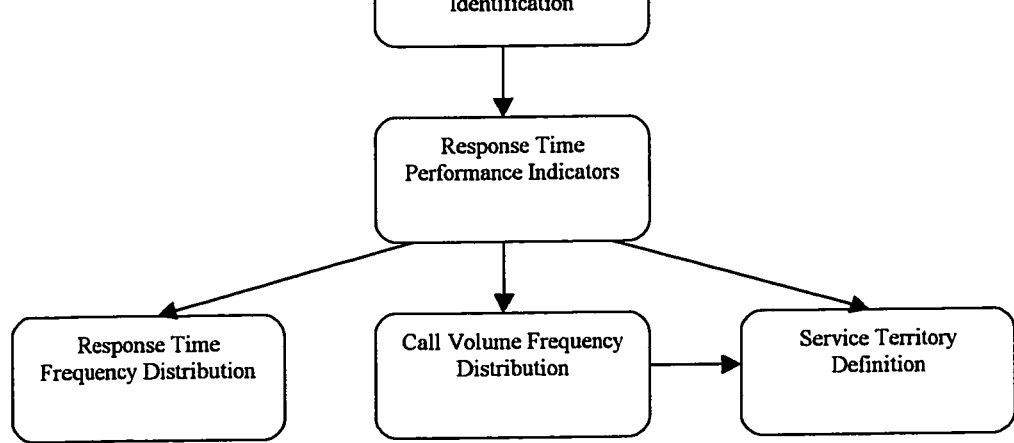 Identification
Response Time
Performance Indicators
Response Time
Frequency Distribution
Call Volume Frequency
Distribution
Service Territory
Definition